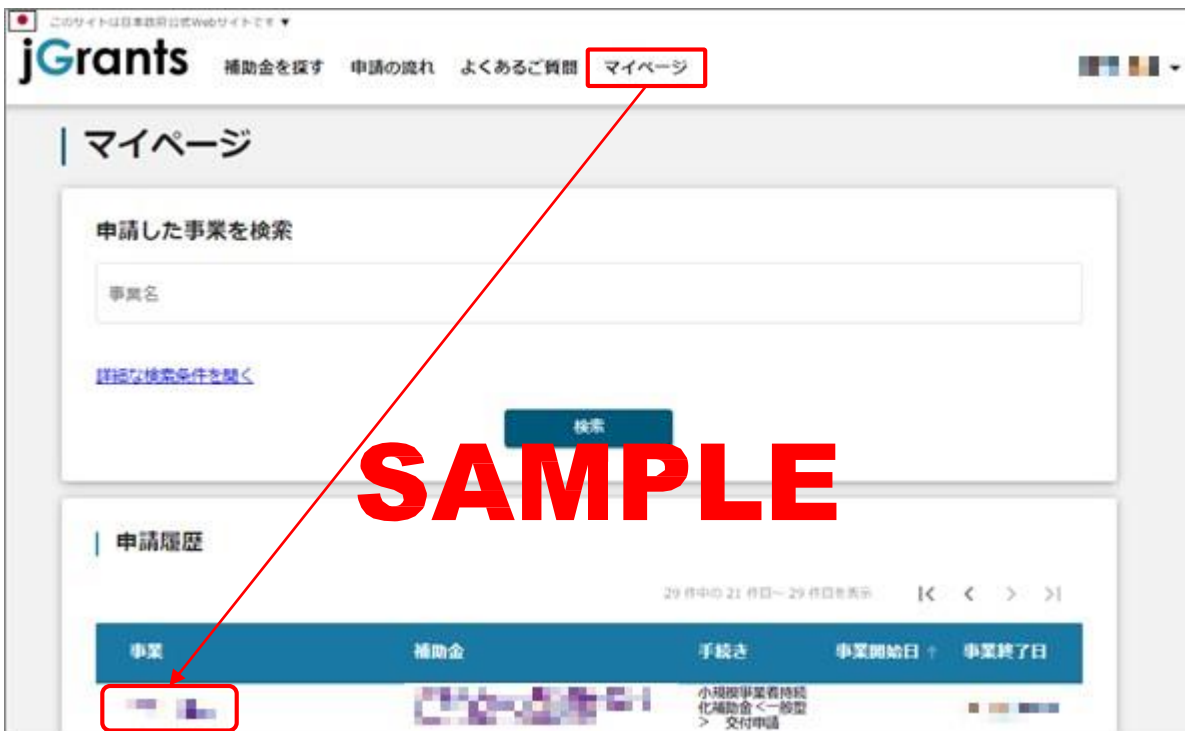 このサイトは日本政府公式Webサイトです ▼
jGrants 補助金を探す 申請の流れ よくあるご質問 マイページ
マイページ
申請した事業を検索
事業名
詳細な検索条件を開く
検索
SAMPLE
申請履歴
29 件中の 21 件目～ 29 件目を表示
事業 補助金 手続き 事業開始日 ↑ 事業終了日
小規模事業者持続
化補助金＜一般型
＞ 交付申請